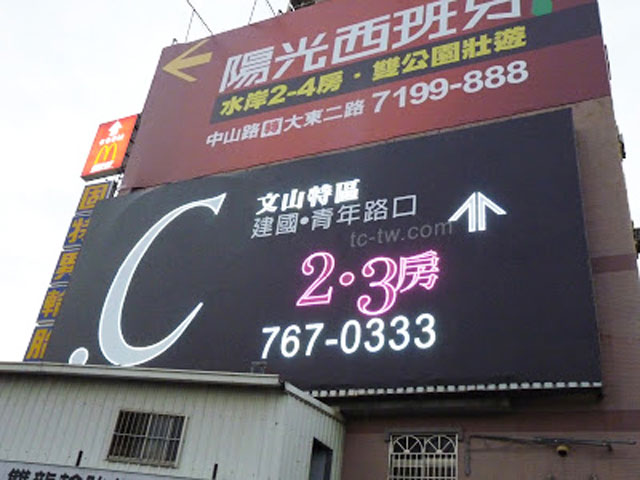 陽光西班牙
水岸2-4房·雙公園壯遊
中山路轉大東二路 7199-888
.C
文山特區
建國·青年路口
tc-tw.com
2·3房
767-0333